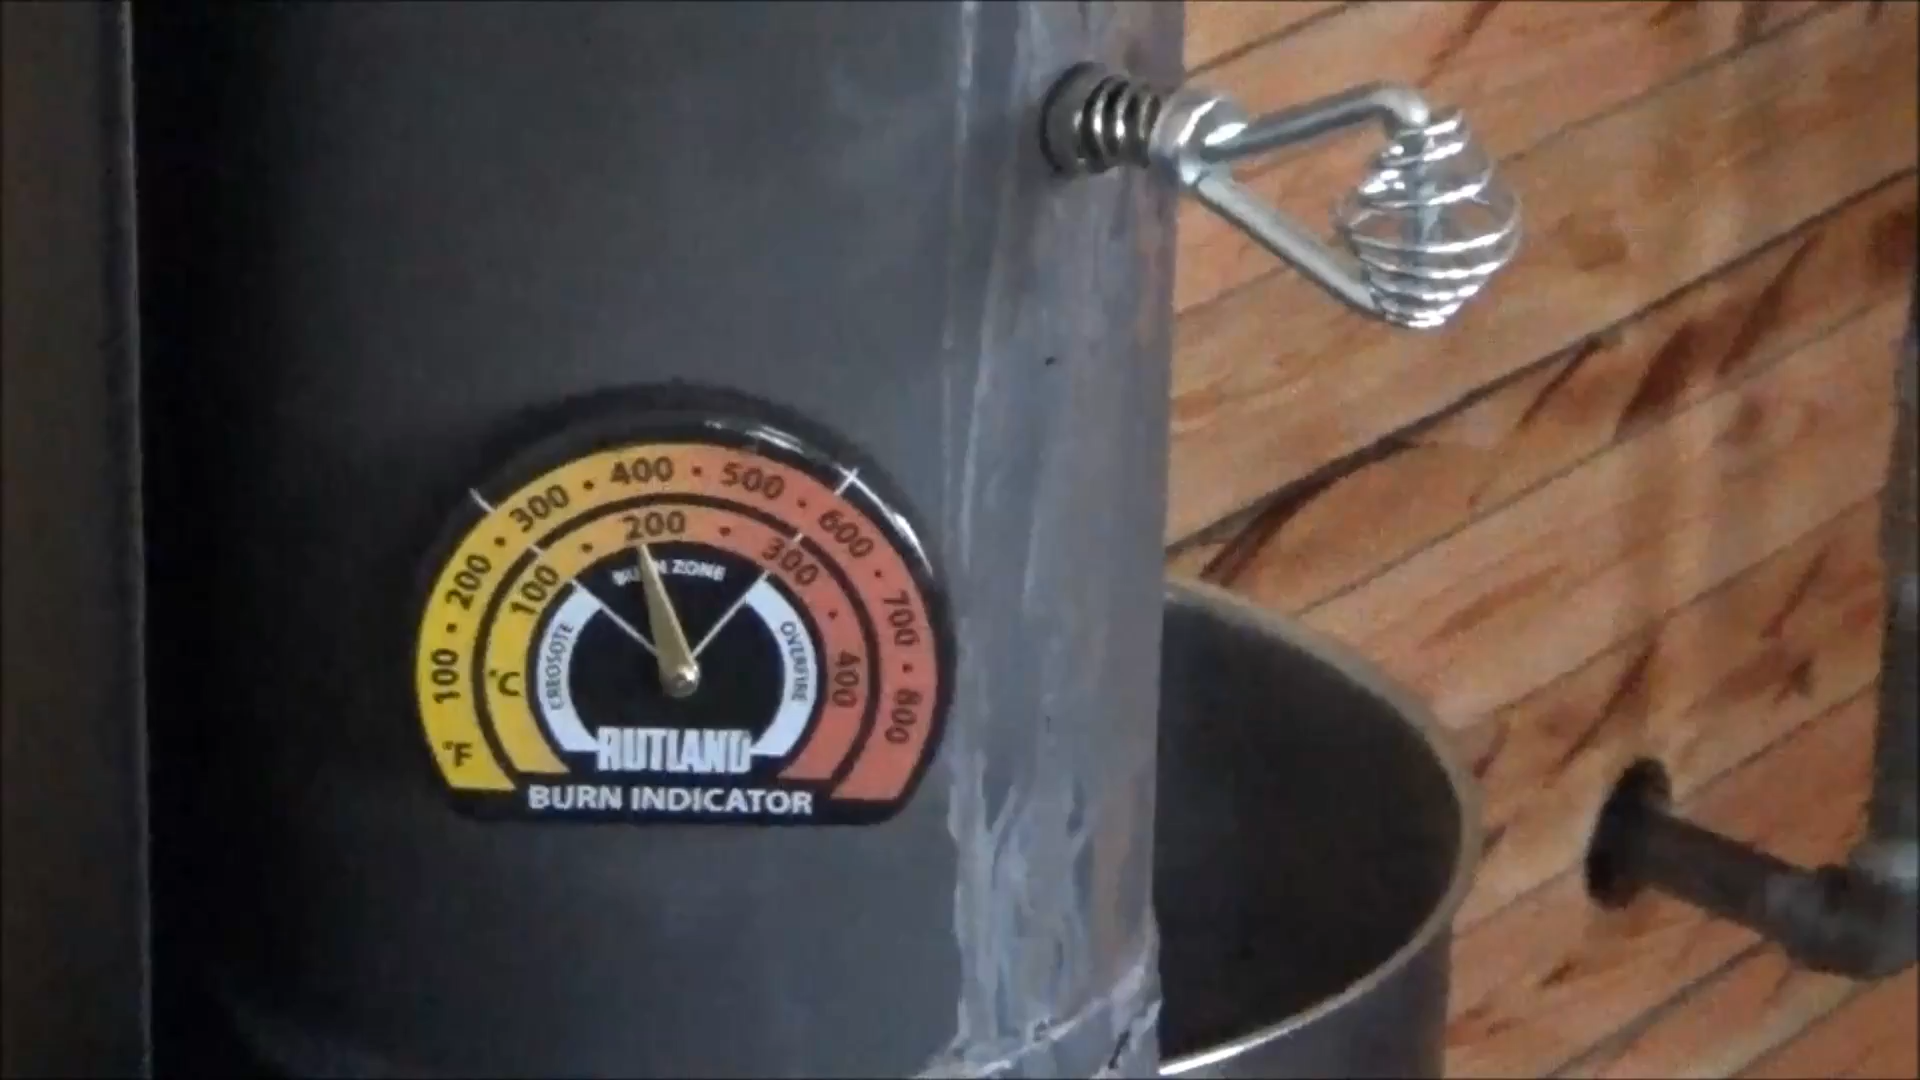 100 • 200 • 300 • 400 • 500 • 600 • 700 • 800
°F
100 • 200 • 300 • 400
°C
BURN ZONE
CREOSOTE
OVERFIRE
RUTLAND
BURN INDICATOR